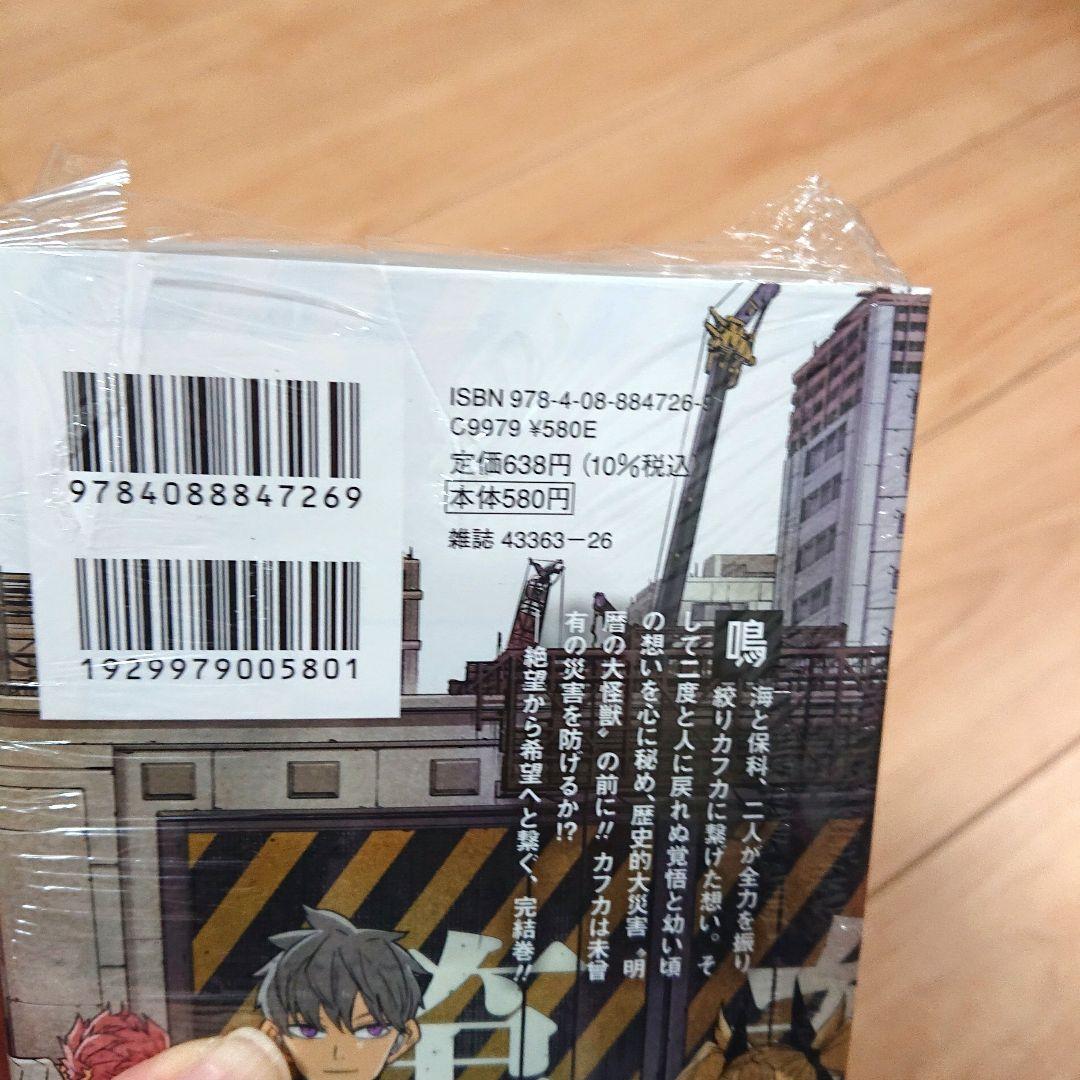 9784088847269
1929979005801
ISBN 978-4-08-884726-9
C9979 ¥580E
定価638円 (10%税込)
本体580円
雑誌 43363-26
鳴海と保科、二人が全力を振り
絞りカフカに繋げた想い。そ
して二度と人に戻れぬ覚悟と幼い頃
の想いを心に秘め、歴史的大災害〝明
暦の大怪獣〟の前に!! カフカは未曾
有の災害を防げるか!?
絶望から希望へと繋ぐ、完結巻!!